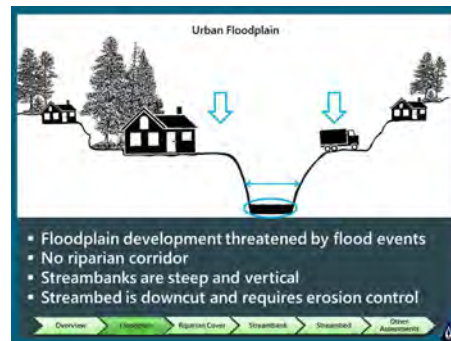 Urban Floodplain
▪ Floodplain development threatened by flood events
▪ No riparian corridor
▪ Streambanks are steep and vertical
▪ Streambed is downcut and requires erosion control
Overview Floodplain Riparian Cover Streambank Streambed Other Assessments